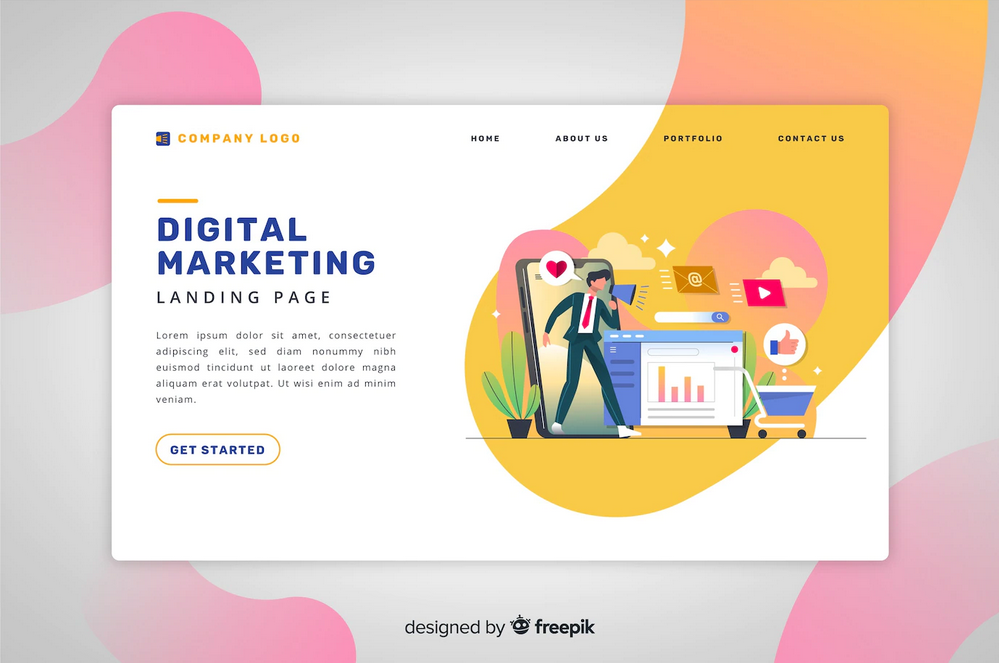 COMPANY LOGO
HOME ABOUT US PORTFOLIO CONTACT US
DIGITAL
MARKETING
LANDING PAGE
Lorem ipsum dolor sit amet, consectetuer
adipiscing elit, sed diam nonummy nibh
euismod tincidunt ut laoreet dolore magna
aliquam erat volutpat. Ut wisi enim ad minim
veniam.
GET STARTED
@
designed by freepik